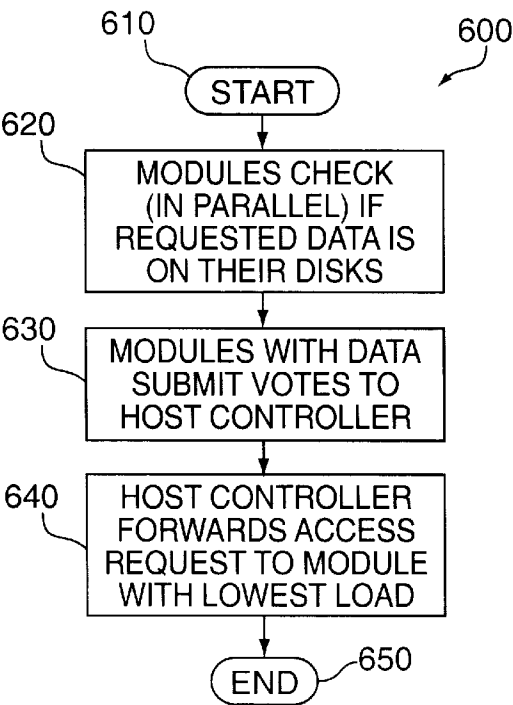 610
600
START
620
MODULES CHECK
(IN PARALLEL) IF
REQUESTED DATA IS
ON THEIR DISKS
630
MODULES WITH DATA
SUBMIT VOTES TO
HOST CONTROLLER
640
HOST CONTROLLER
FORWARDS ACCESS
REQUEST TO MODULE
WITH LOWEST LOAD
END
650